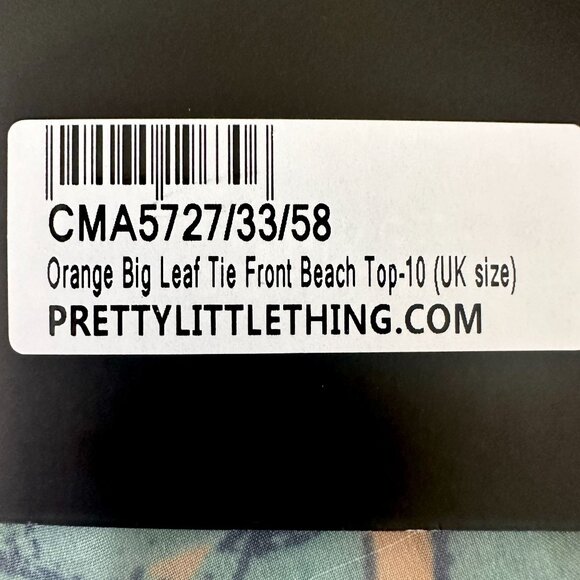 CMA5727/33/58
Orange Big Leaf Tie Front Beach Top-10 (UK size)
PRETTYLITTLETHING.COM